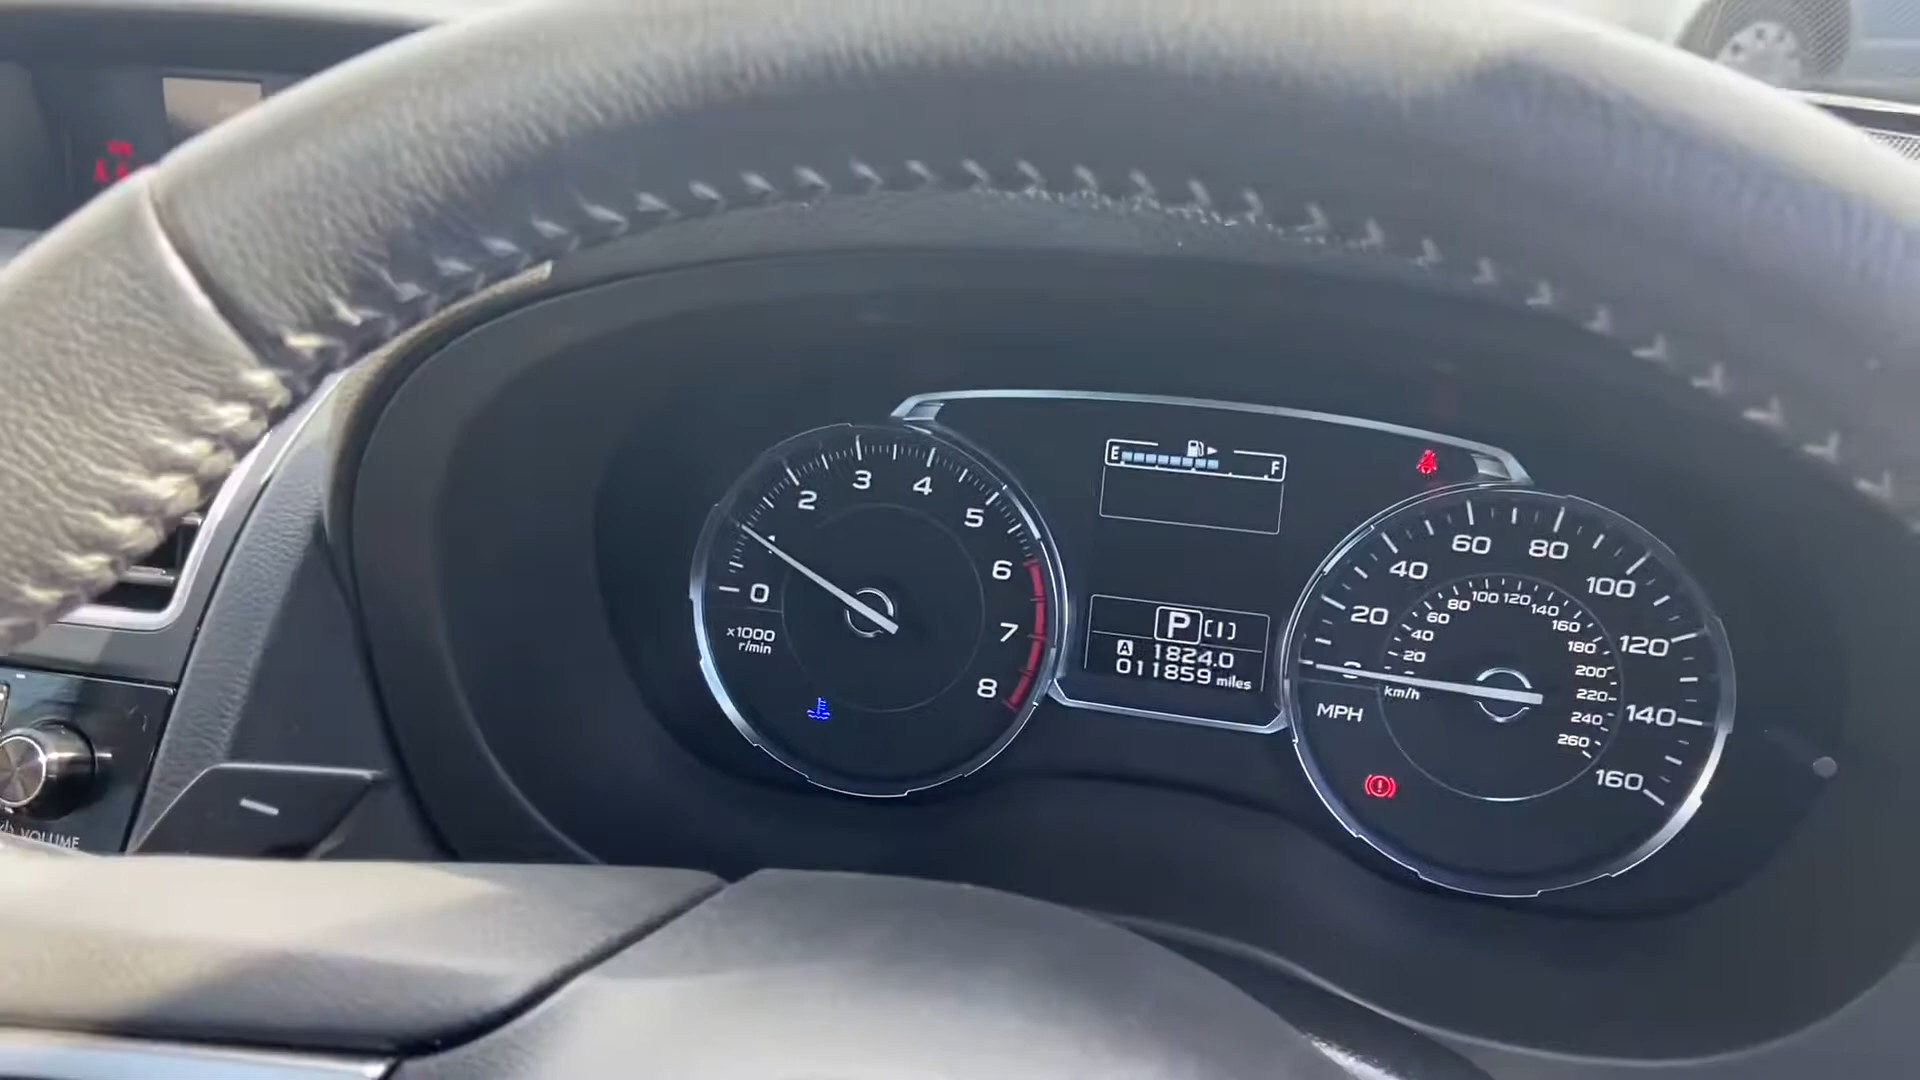 E F
2 3 4 5 6 7 8
0
x1000
r/min
P [I]
A 1824.0
011859 miles
20 40 60 80 100 120 140 160
20 40 60 80 100 120 140 160 180 200 220 240 260
km/h
MPH
VOLUME